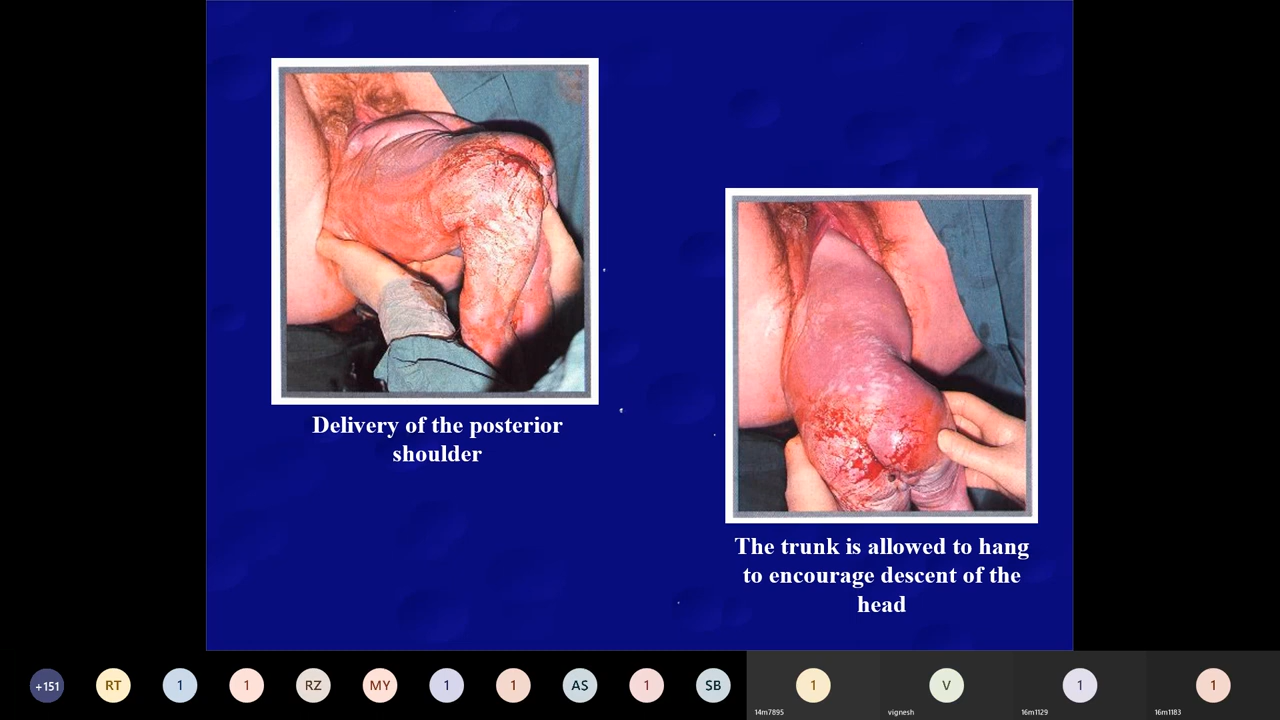 Delivery of the posterior
shoulder
The trunk is allowed to hang
to encourage descent of the
head
+151
RT
1
1
RZ
MY
1
1
AS
1
SB
1
V
1
1
14m7895
vignesh
16m1129
16m1183